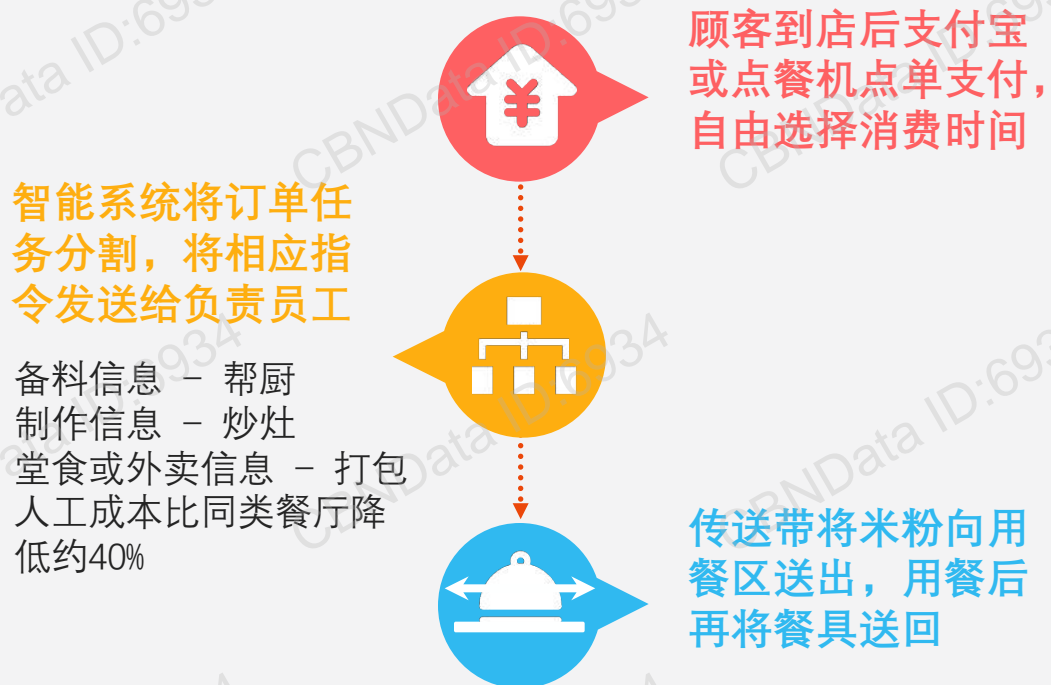 顾客到店后支付宝
或点餐机点单支付，
自由选择消费时间
¥
智能系统将订单任
务分割，将相应指
令发送给负责员工
备料信息 - 帮厨
制作信息 - 炒灶
堂食或外卖信息 - 打包
人工成本比同类餐厅降
低约40%
传送带将米粉向用
餐区送出，用餐后
再将餐具送回
CBNData ID:6934